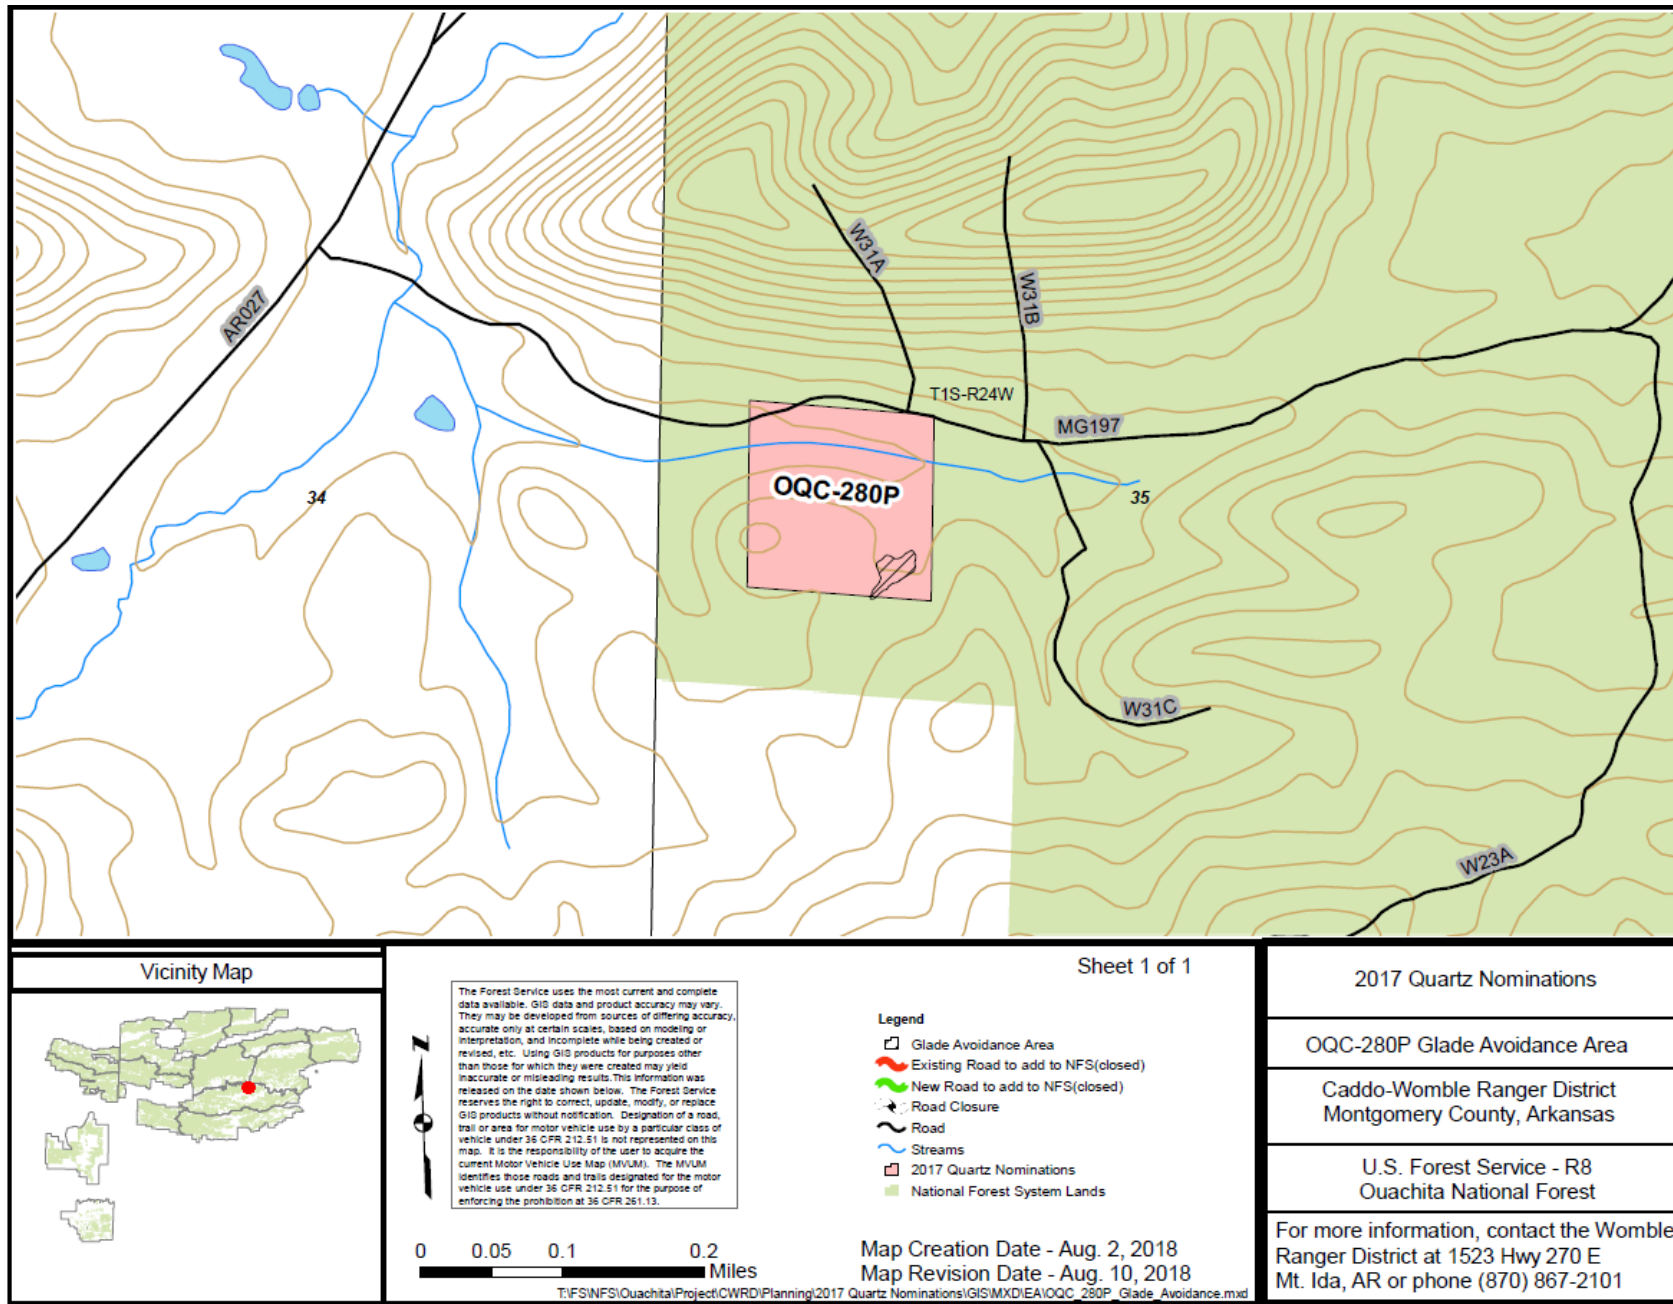 AR027
W31A
W31B
T1S-R24W
MG197
OQC-280P
34
35
W31C
W23A
Vicinity Map
The Forest Service uses the most current and complete
data available. GIS data and product accuracy may vary.
They may be developed from sources of differing accuracy,
accurate only at certain scales, based on modeling or
interpretation, and incomplete while being created or
revised, etc. Using GIS products for purposes other
than those for which they were created may yield
inaccurate or misleading results. This information was
released on the date shown below. The Forest Service
reserves the right to correct, update, modify, or replace
GIS products without notification. Designation of a road,
trail or area for motor vehicle use by a particular class of
vehicle under 36 CFR 212.51 is not represented on this
map. It is the responsibility of the user to acquire the
current Motor Vehicle Use Map (MVUM). The MVUM
identifies those roads and trails designated for the motor
vehicle use under 36 CFR 212.51 for the purpose of
enforcing the prohibition at 36 CFR 261.13.
N
0 0.05 0.1 0.2
Miles
Sheet 1 of 1
Legend
Glade Avoidance Area
Existing Road to add to NFS(closed)
New Road to add to NFS(closed)
Road Closure
Road
Streams
2017 Quartz Nominations
National Forest System Lands
Map Creation Date - Aug. 2, 2018
Map Revision Date - Aug. 10, 2018
T:\FS\NFS\Ouachita\Project\CWRD\Planning\2017 Quartz Nominations\GIS\MXD\EA\OQC_280P_Glade_Avoidance.mxd
2017 Quartz Nominations
OQC-280P Glade Avoidance Area
Caddo-Womble Ranger District
Montgomery County, Arkansas
U.S. Forest Service - R8
Ouachita National Forest
For more information, contact the Womble
Ranger District at 1523 Hwy 270 E
Mt. Ida, AR or phone (870) 867-2101